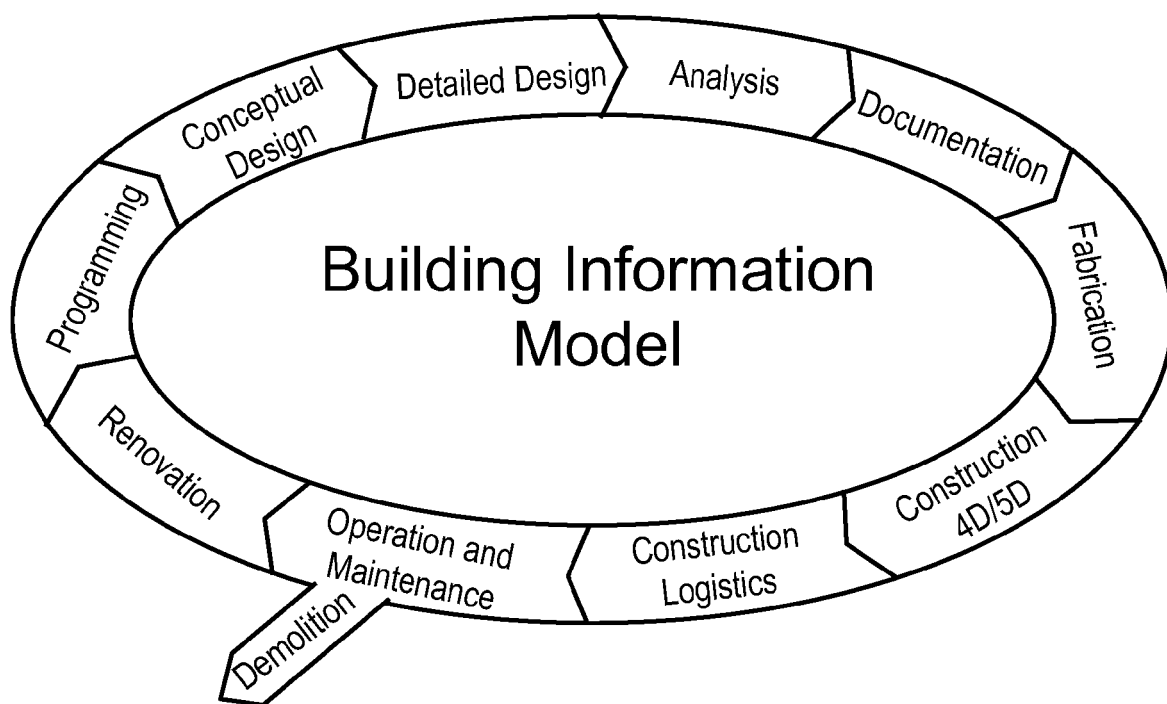 Building Information
Model
Programming
Conceptual
Design
Detailed Design
Analysis
Documentation
Fabrication
Construction
4D/5D
Construction
Logistics
Operation and
Maintenance
Demolition
Renovation